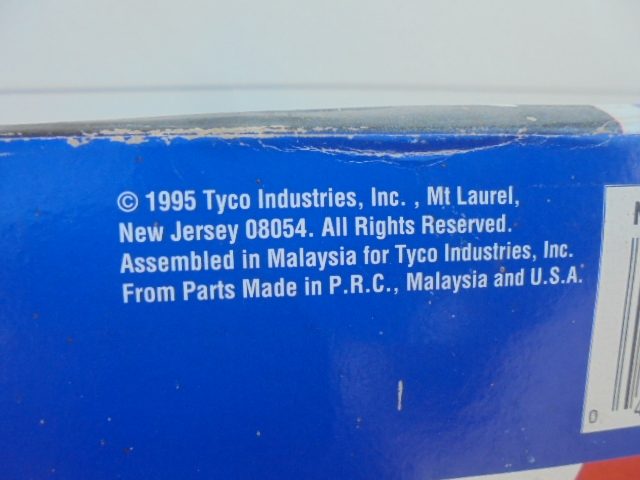 © 1995 Tyco Industries, Inc. , Mt Laurel,
New Jersey 08054. All Rights Reserved.
Assembled in Malaysia for Tyco Industries, Inc.
From Parts Made in P.R.C., Malaysia and U.S.A.
0